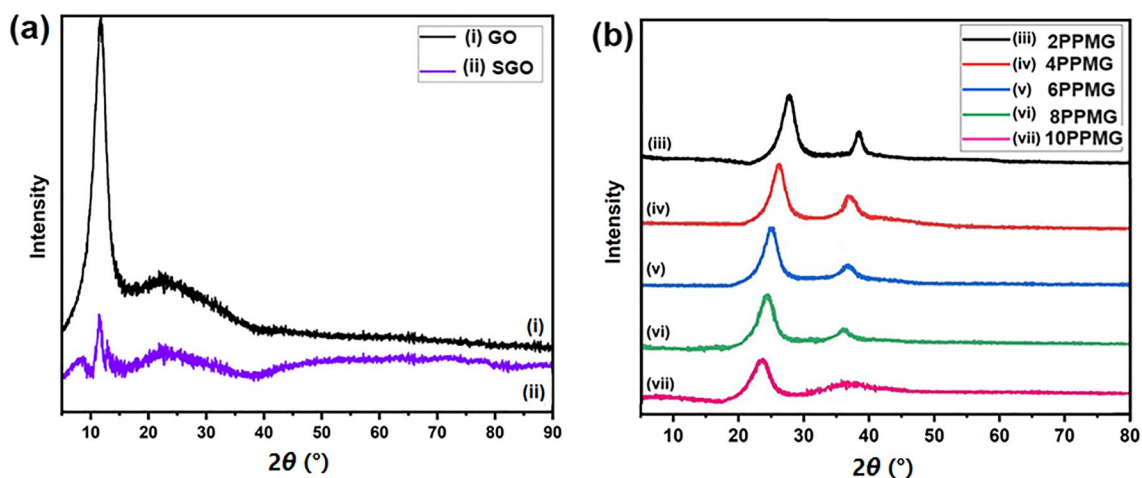 (a)
(i) GO
(ii) SGO
Intensity
(i)
(ii)
10 20 30 40 50 60 70 80 90
2θ (°)
(b)
(iii) 2PPMG
(iv) 4PPMG
(v) 6PPMG
(vi) 8PPMG
(vii) 10PPMG
Intensity
(iii)
(iv)
(v)
(vi)
(vii)
10 20 30 40 50 60 70 80
2θ (°)